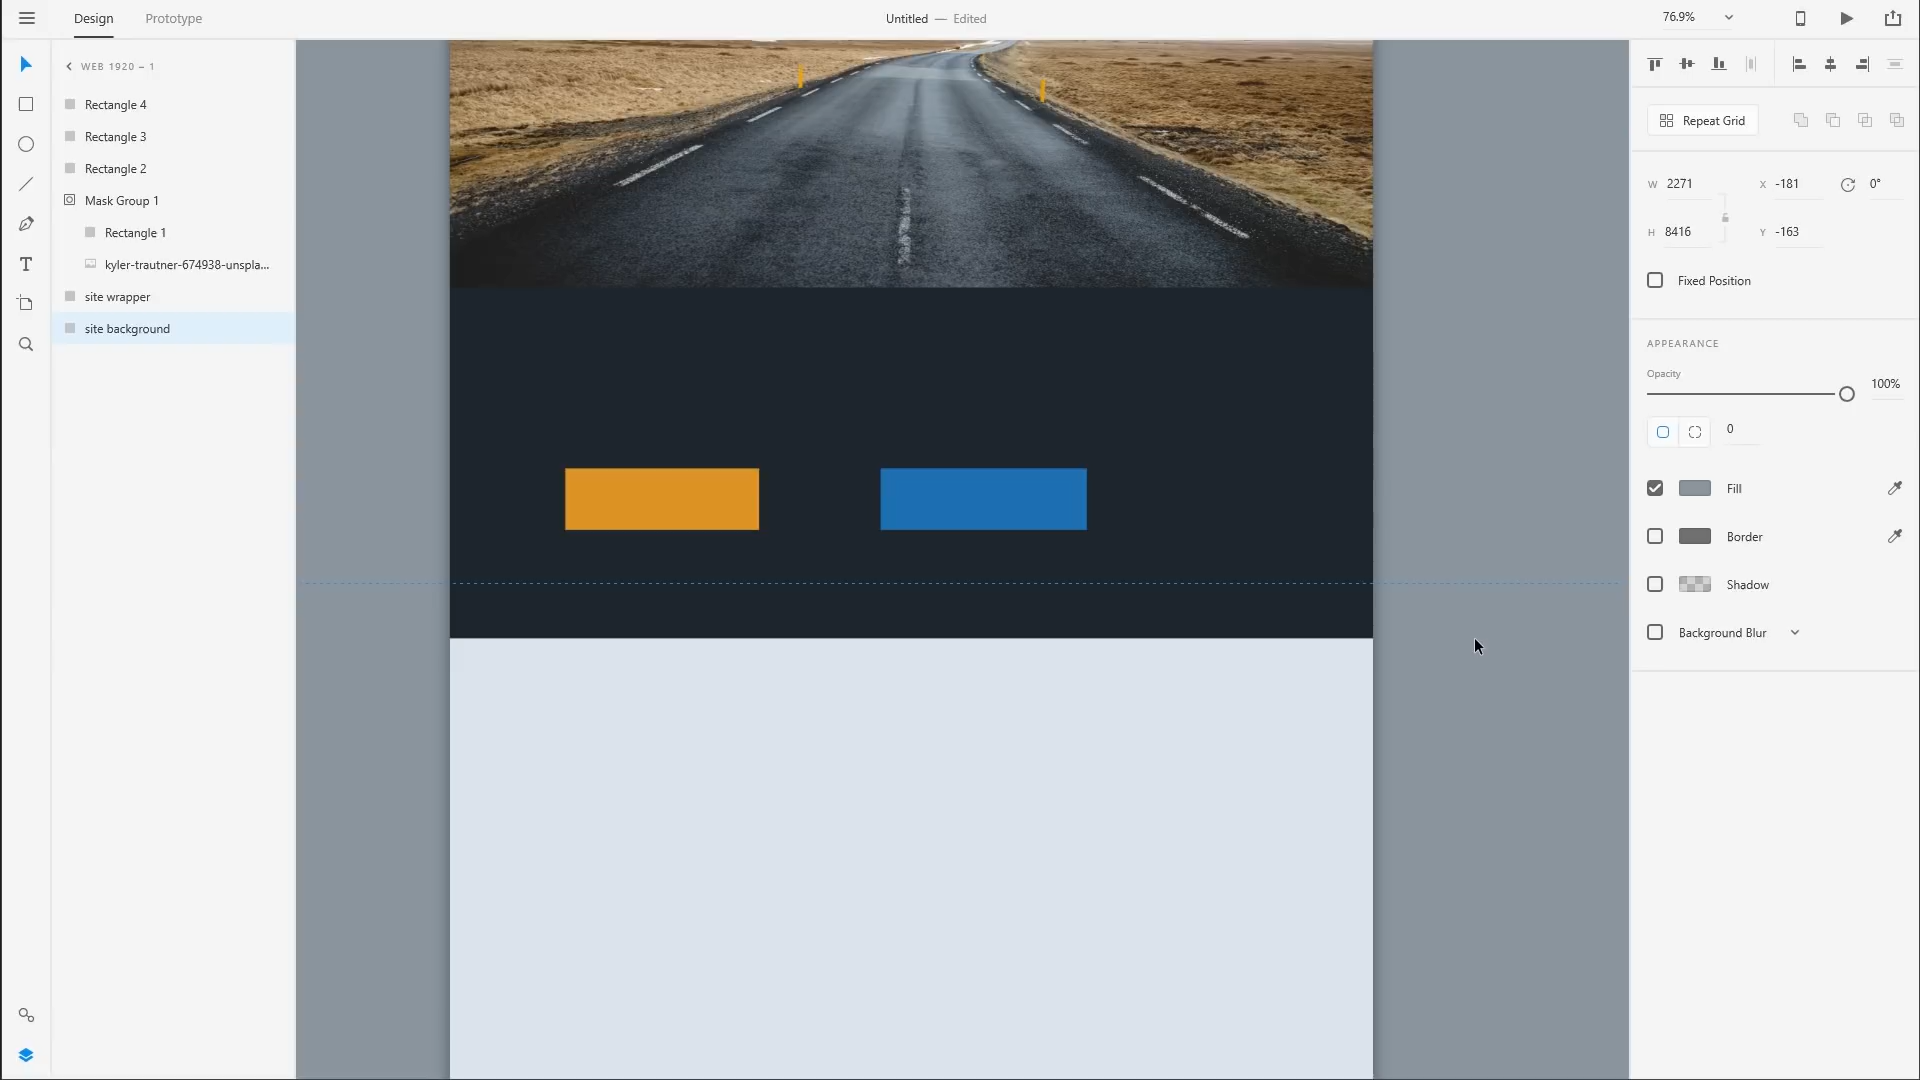 Design
Prototype
Untitled — Edited
76.9%
WEB 1920 – 1
Rectangle 4
Rectangle 3
Rectangle 2
Mask Group 1
Rectangle 1
kyler-trautner-674938-unspla...
site wrapper
site background
Repeat Grid
W 2271
X -181
0°
H 8416
Y -163
Fixed Position
APPEARANCE
Opacity
100%
0
Fill
Border
Shadow
Background Blur